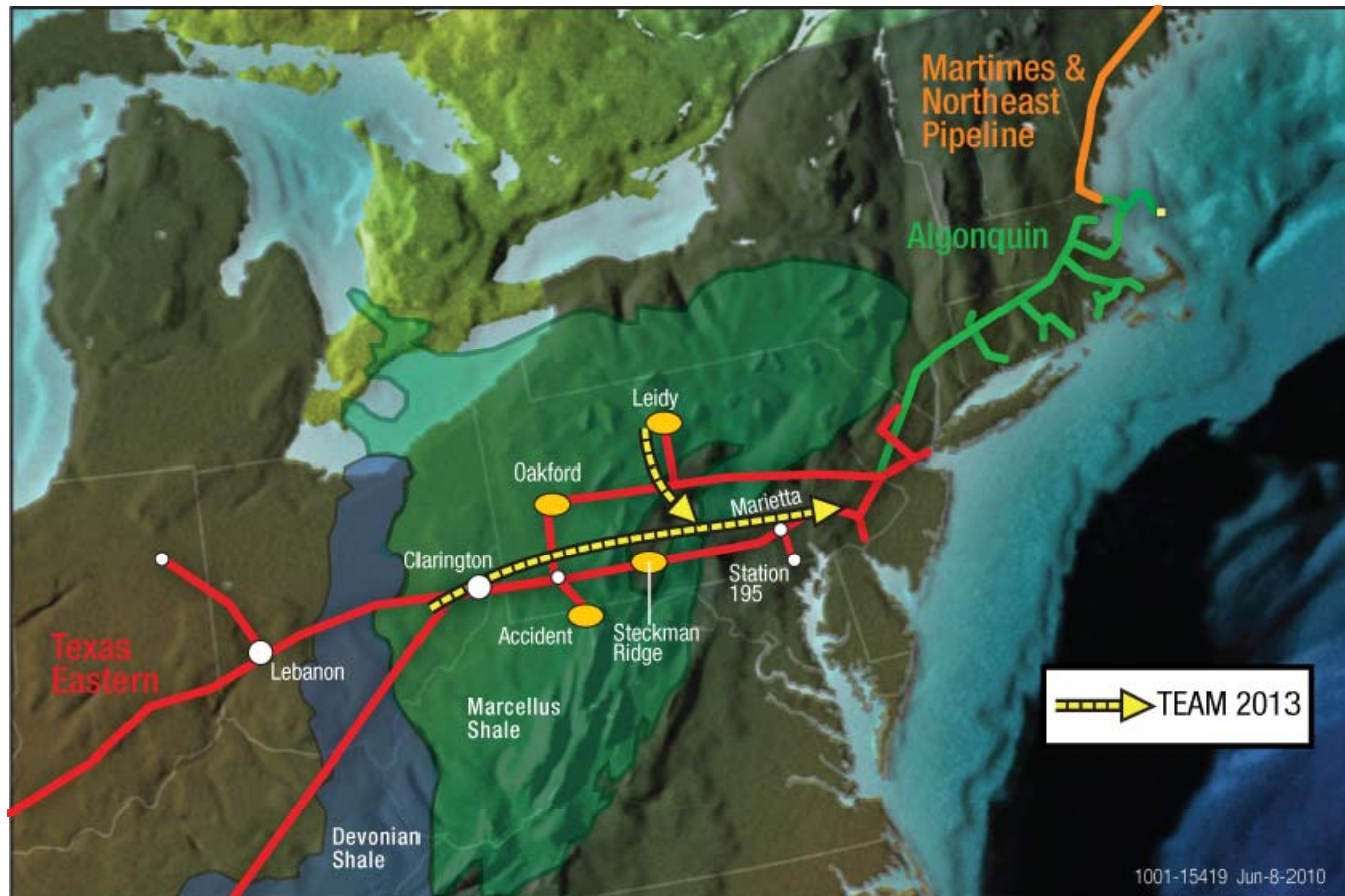 Martimes &
Northeast
Pipeline
Algonquin
Leidy
Oakford
Marietta
Clarington
Station
195
Accident
Steckman
Ridge
Texas
Eastern
Lebanon
Marcellus
Shale
TEAM 2013
Devonian
Shale
1001-15419 Jun-8-2010